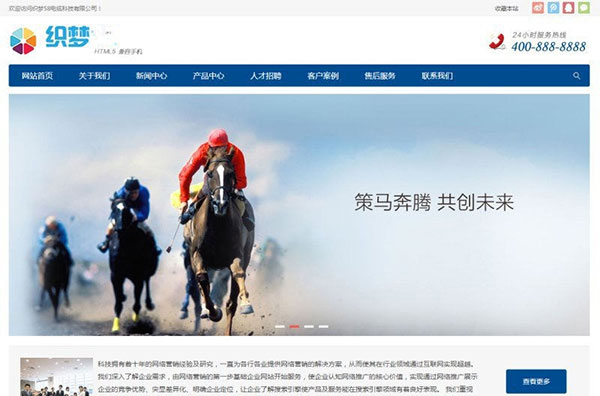 欢迎访问织梦58电缆科技有限公司！
收藏本站
织梦
HTML5 兼容手机
24小时服务热线
400-888-8888
网站首页 关于我们 新闻中心 产品中心 人才招聘 客户案例 售后服务 联系我们
策马奔腾 共创未来
科技拥有着十年的网络营销经验及研究，一直为各行各业提供网络营销的解决方案，从而使其在行业领域通过互联网实现超越。
我们深入了解企业需求，由网络营销的第一步基础企业网站开始服务，使企业认知网络推广的核心价值，实现通过网络推广展示
企业的竞争优势、突显差异化、明确企业定位，让企业了解搜索引擎使产品及服务能在搜索引擎领域有着良好表现。 我们重视
查看更多